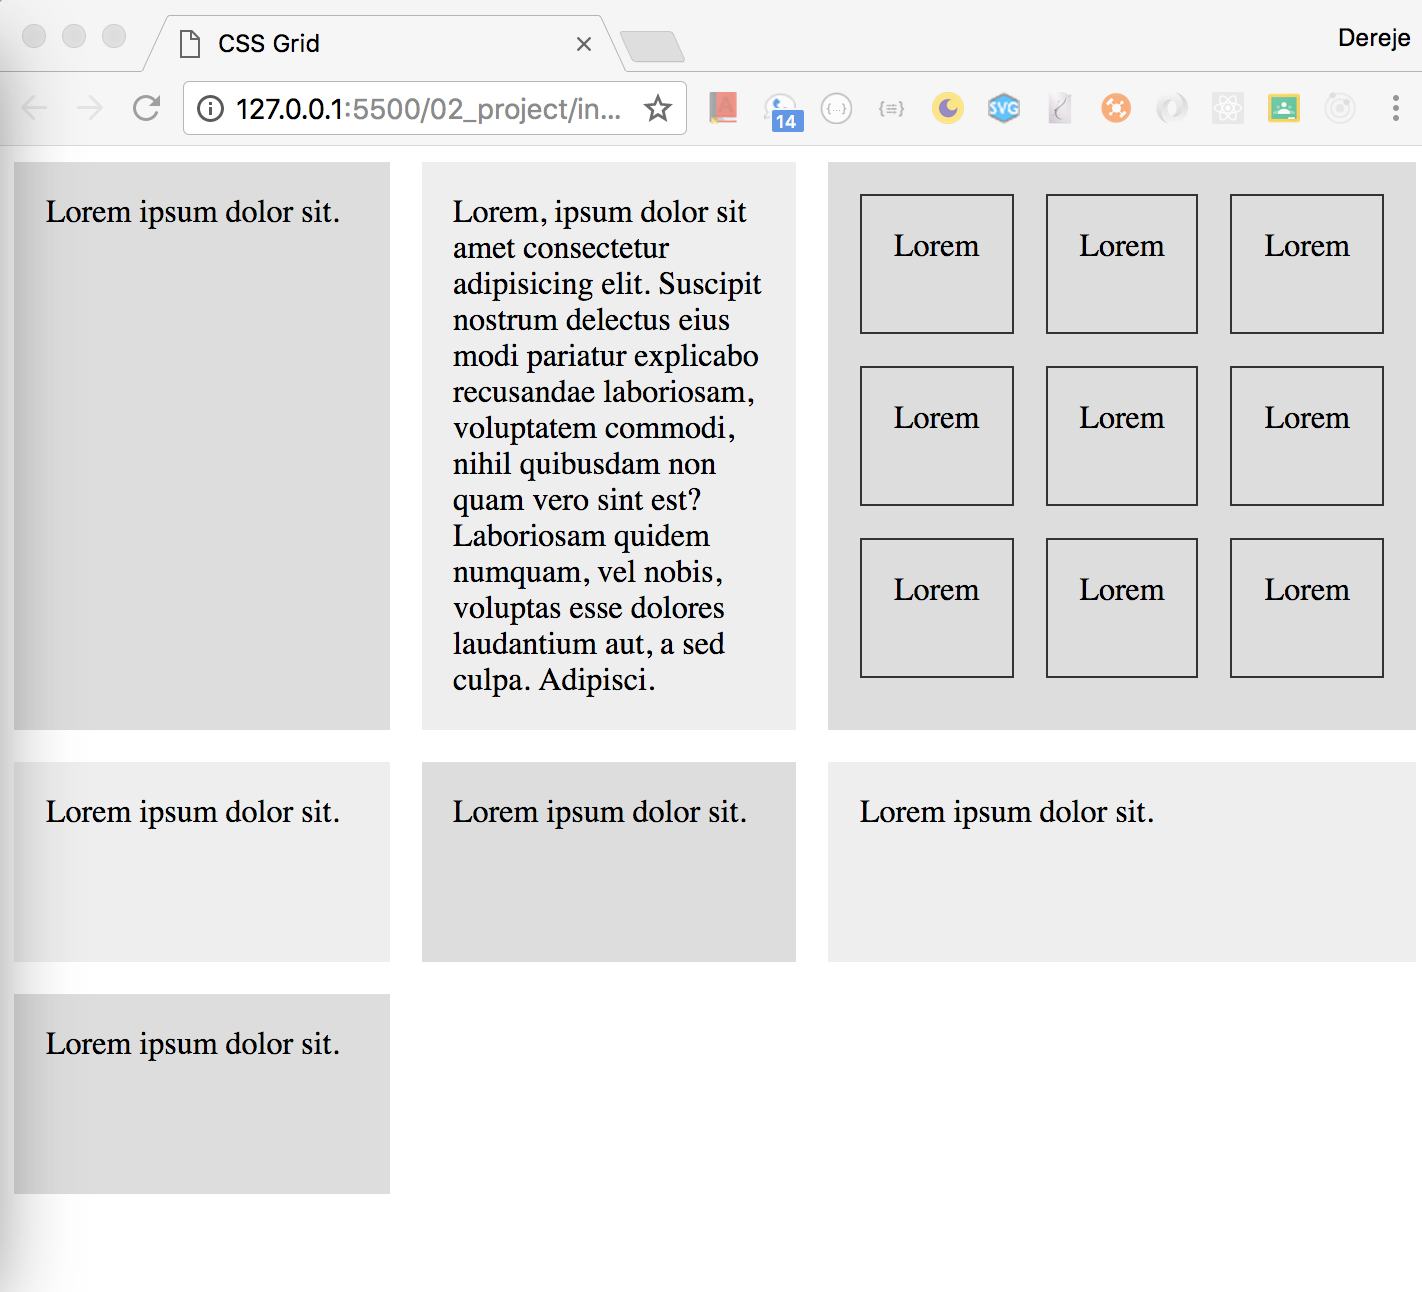 CSS Grid
Dereje
127.0.0.1:5500/02_project/in...
14
{...}
SVG
Lorem ipsum dolor sit.
Lorem, ipsum dolor sit
amet consectetur
adipisicing elit. Suscipit
nostrum delectus eius
modi pariatur explicabo
recusandae laboriosam,
voluptatem commodi,
nihil quibusdam non
quam vero sint est?
Laboriosam quidem
numquam, vel nobis,
voluptas esse dolores
laudantium aut, a sed
culpa. Adipisci.
Lorem Lorem Lorem
Lorem Lorem Lorem
Lorem Lorem Lorem
Lorem ipsum dolor sit.
Lorem ipsum dolor sit.
Lorem ipsum dolor sit.
Lorem ipsum dolor sit.